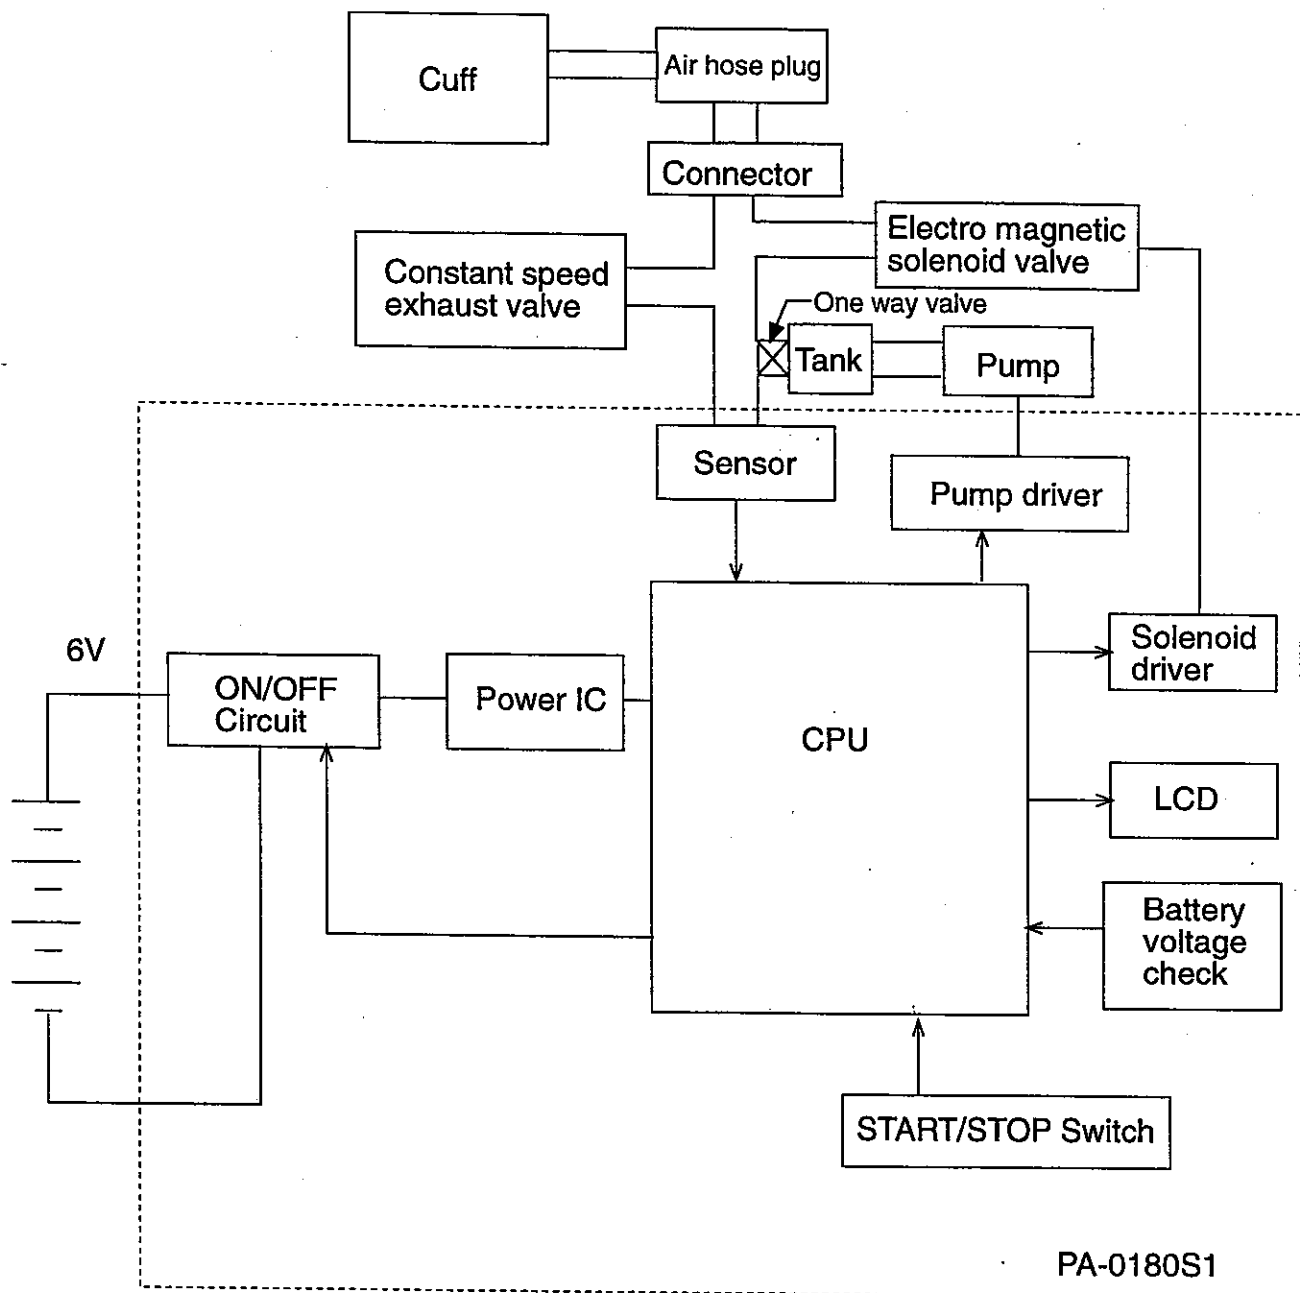 Cuff
Air hose plug
Connector
Electro magnetic
solenoid valve
Constant speed
exhaust valve
One way valve
Tank
Pump
Sensor
Pump driver
6V
ON/OFF
Circuit
Power IC
CPU
Solenoid
driver
LCD
Battery
voltage
check
START/STOP Switch
PA-0180S1